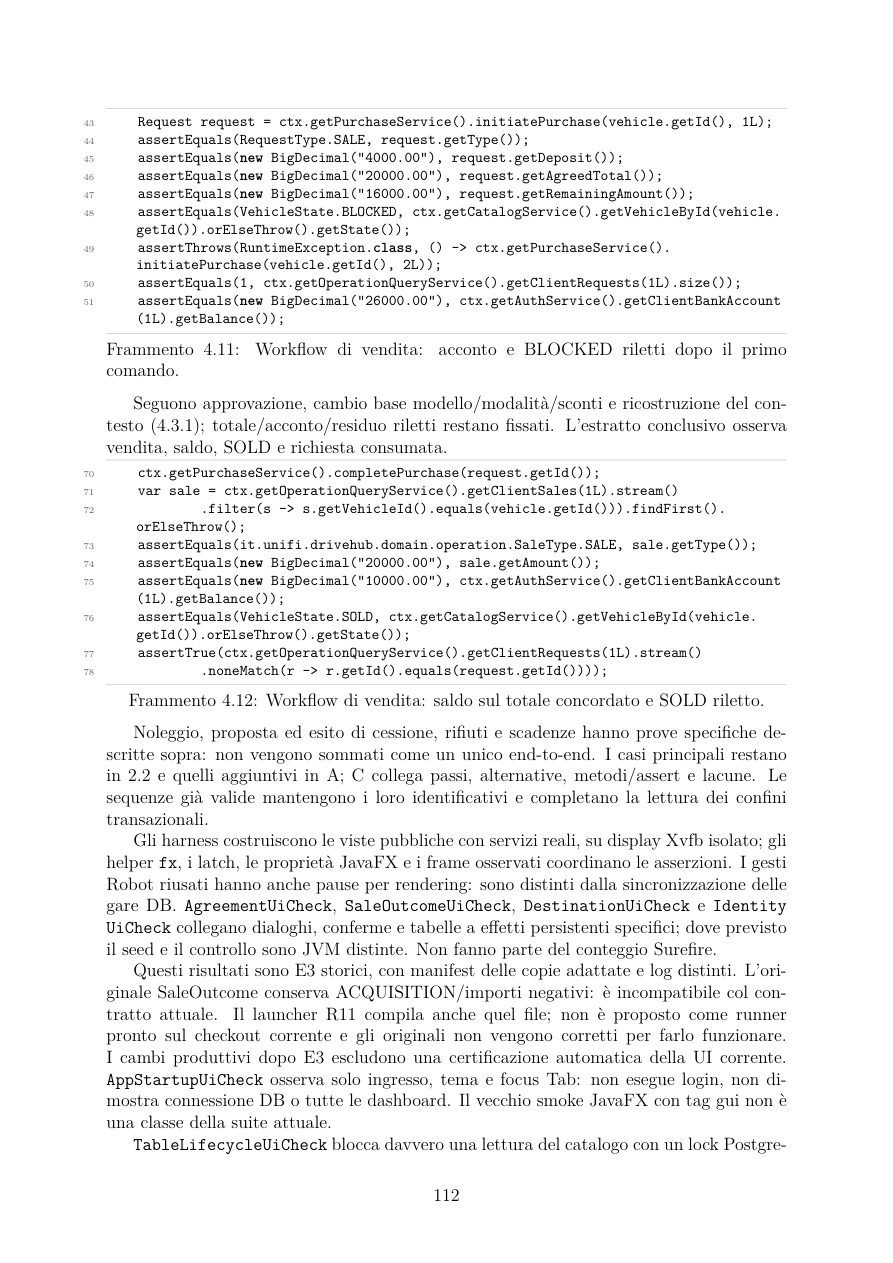 43 Request request = ctx.getPurchaseService().initiatePurchase(vehicle.getId(), 1L);
44 assertEquals(RequestType.SALE, request.getType());
45 assertEquals(new BigDecimal("4000.00"), request.getDeposit());
46 assertEquals(new BigDecimal("20000.00"), request.getAgreedTotal());
47 assertEquals(new BigDecimal("16000.00"), request.getRemainingAmount());
48 assertEquals(VehicleState.BLOCKED, ctx.getCatalogService().getVehicleById(vehicle.
getId()).orElseThrow().getState());
49 assertThrows(RuntimeException.class, () -> ctx.getPurchaseService().
initiatePurchase(vehicle.getId(), 2L));
50 assertEquals(1, ctx.getOperationQueryService().getClientRequests(1L).size());
51 assertEquals(new BigDecimal("26000.00"), ctx.getAuthService().getClientBankAccount
(1L).getBalance());
Frammento 4.11: Workflow di vendita: acconto e BLOCKED riletti dopo il primo
comando.
Seguono approvazione, cambio base modello/modalità/sconti e ricostruzione del con-
testo (4.3.1); totale/acconto/residuo riletti restano fissati. L'estratto conclusivo osserva
vendita, saldo, SOLD e richiesta consumata.
70 ctx.getPurchaseService().completePurchase(request.getId());
71 var sale = ctx.getOperationQueryService().getClientSales(1L).stream()
72 .filter(s -> s.getVehicleId().equals(vehicle.getId())).findFirst().
orElseThrow();
73 assertEquals(it.unifi.drivehub.domain.operation.SaleType.SALE, sale.getType());
74 assertEquals(new BigDecimal("20000.00"), sale.getAmount());
75 assertEquals(new BigDecimal("10000.00"), ctx.getAuthService().getClientBankAccount
(1L).getBalance());
76 assertEquals(VehicleState.SOLD, ctx.getCatalogService().getVehicleById(vehicle.
getId()).orElseThrow().getState());
77 assertTrue(ctx.getOperationQueryService().getClientRequests(1L).stream()
78 .noneMatch(r -> r.getId().equals(request.getId())));
Frammento 4.12: Workflow di vendita: saldo sul totale concordato e SOLD riletto.
Noleggio, proposta ed esito di cessione, rifiuti e scadenze hanno prove specifiche de-
scritte sopra: non vengono sommati come un unico end-to-end. I casi principali restano
in 2.2 e quelli aggiuntivi in A; C collega passi, alternative, metodi/assert e lacune. Le
sequenze già valide mantengono i loro identificativi e completano la lettura dei confini
transazionali.
Gli harness costruiscono le viste pubbliche con servizi reali, su display Xvfb isolato; gli
helper fx, i latch, le proprietà JavaFX e i frame osservati coordinano le asserzioni. I gesti
Robot riusati hanno anche pause per rendering: sono distinti dalla sincronizzazione delle
gare DB. AgreementUiCheck, SaleOutcomeUiCheck, DestinationUiCheck e Identity
UiCheck collegano dialoghi, conferme e tabelle a effetti persistenti specifici; dove previsto
il seed e il controllo sono JVM distinte. Non fanno parte del conteggio Surefire.
Questi risultati sono E3 storici, con manifest delle copie adattate e log distinti. L'ori-
ginale SaleOutcome conserva ACQUISITION/importi negativi: è incompatibile col con-
tratto attuale. Il launcher R11 compila anche quel file; non è proposto come runner
pronto sul checkout corrente e gli originali non vengono corretti per farlo funzionare.
I cambi produttivi dopo E3 escludono una certificazione automatica della UI corrente.
AppStartupUiCheck osserva solo ingresso, tema e focus Tab: non esegue login, non di-
mostra connessione DB o tutte le dashboard. Il vecchio smoke JavaFX con tag gui non è
una classe della suite attuale.
TableLifecycleUiCheck blocca davvero una lettura del catalogo con un lock Postgre-
112